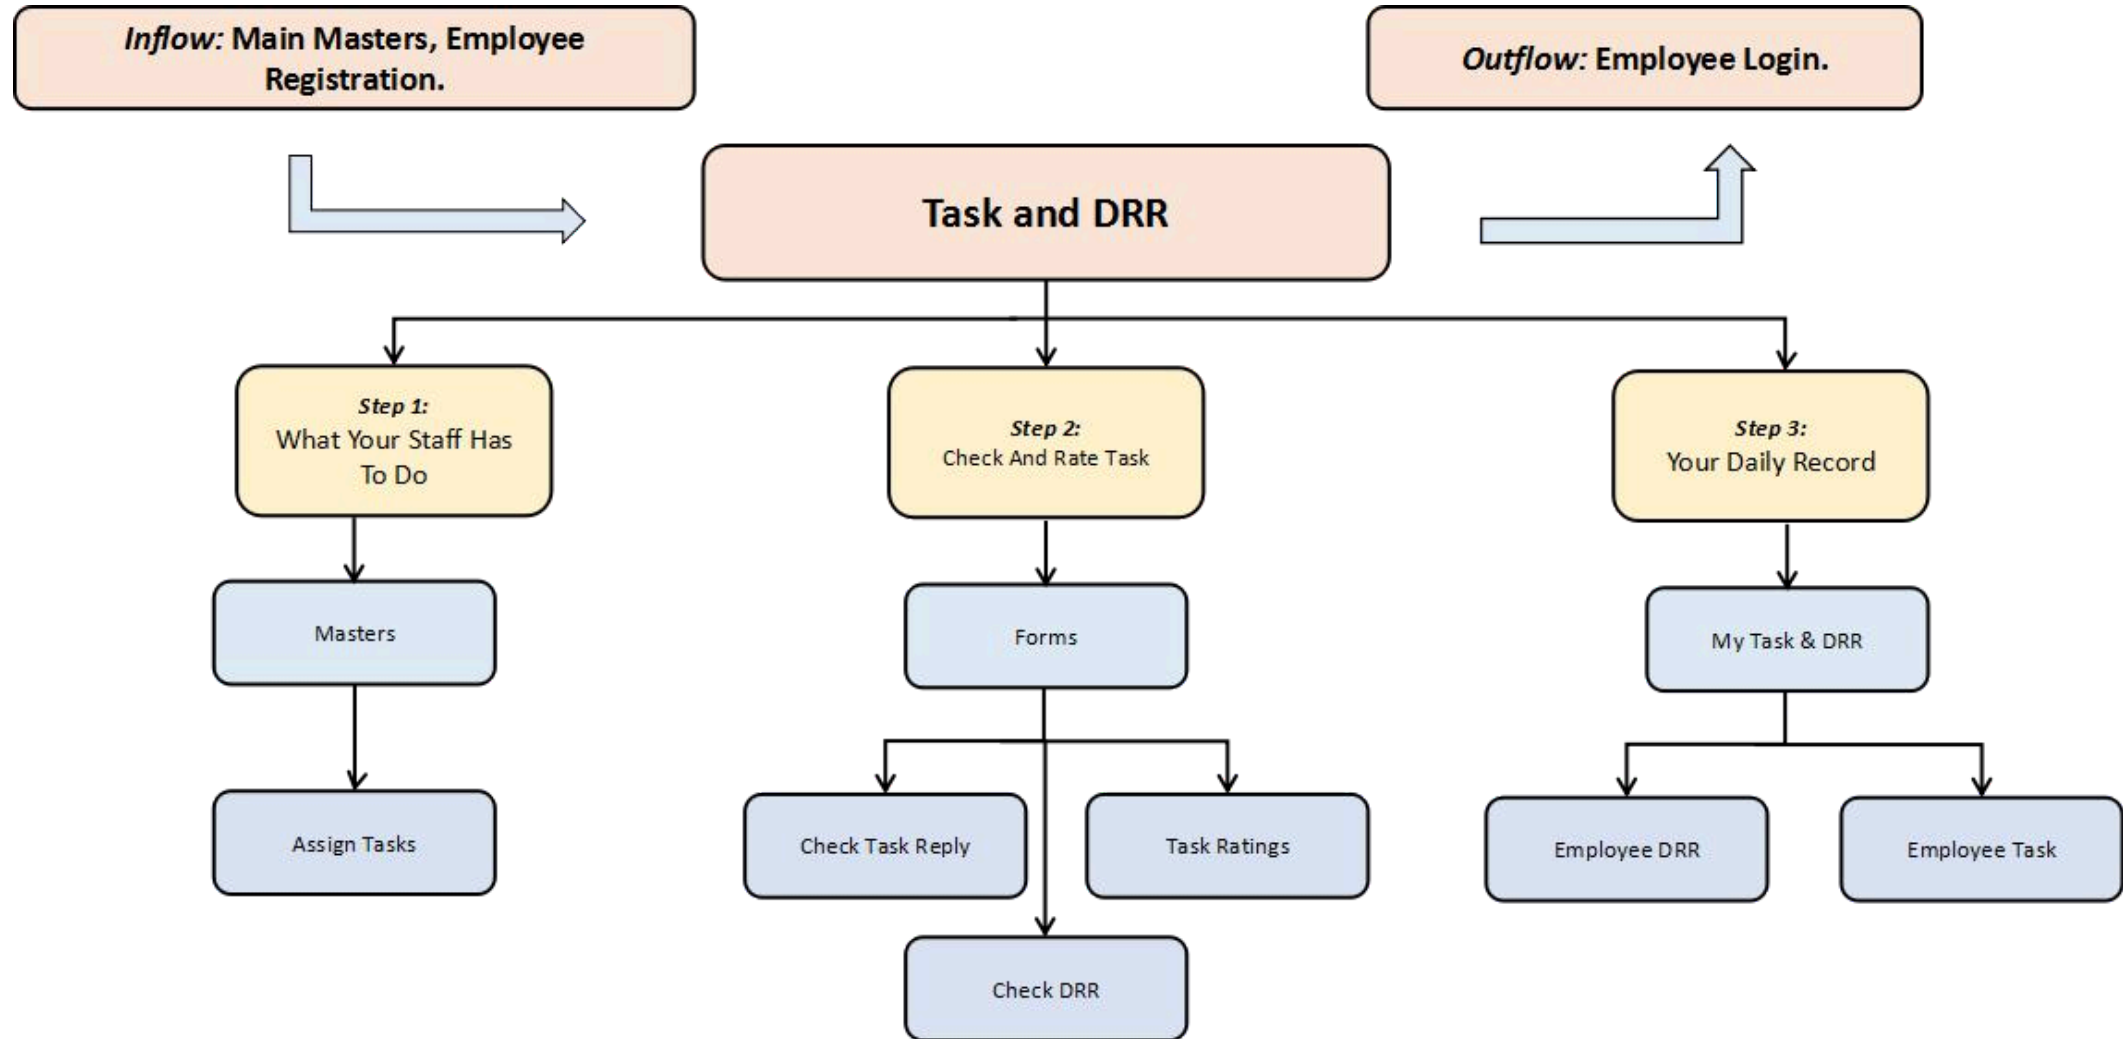 Inflow: Main Masters, Employee
Registration.
Outflow: Employee Login.
Task and DRR
Step 1:
What Your Staff Has
To Do
Step 2:
Check And Rate Task
Step 3:
Your Daily Record
Masters
Forms
My Task & DRR
Assign Tasks
Check Task Reply
Task Ratings
Employee DRR
Employee Task
Check DRR